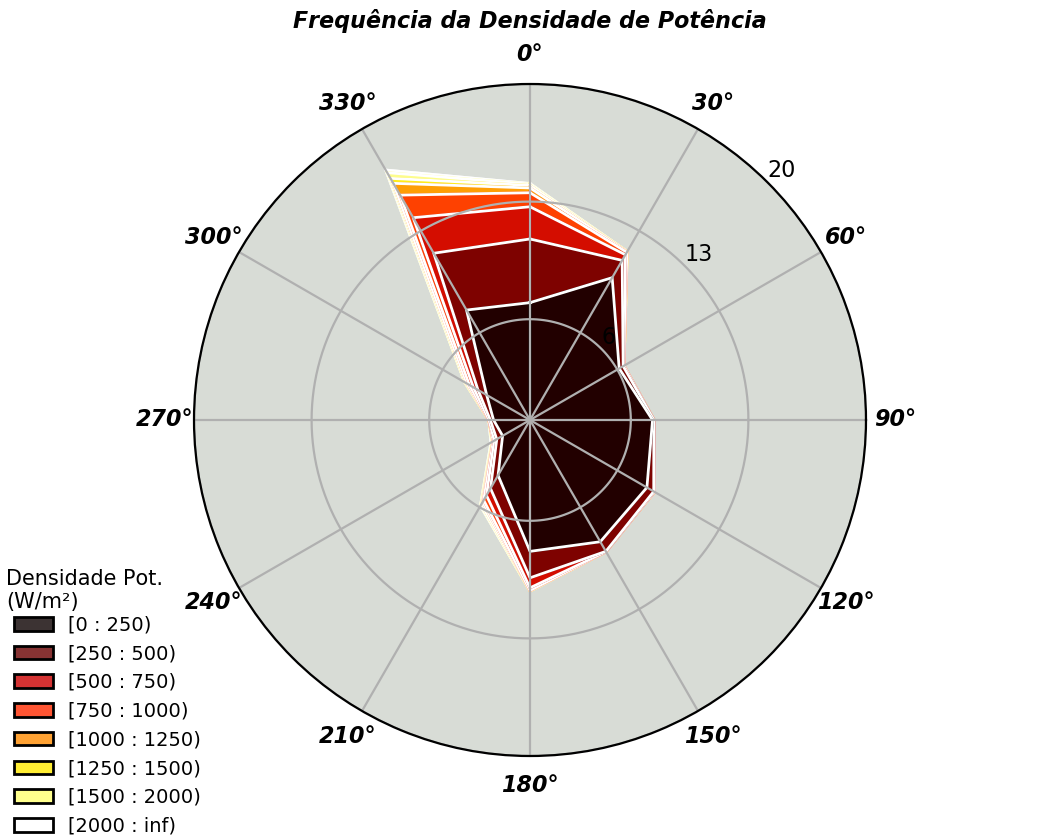 Frequência da Densidade de Potência
0°
330°
30°
20
300°
60°
13
6
270°
90°
Densidade Pot.
(W/m²)
240°
120°
[0 : 250)
[250 : 500)
[500 : 750)
[750 : 1000)
210°
150°
[1000 : 1250)
[1250 : 1500)
180°
[1500 : 2000)
[2000 : inf)